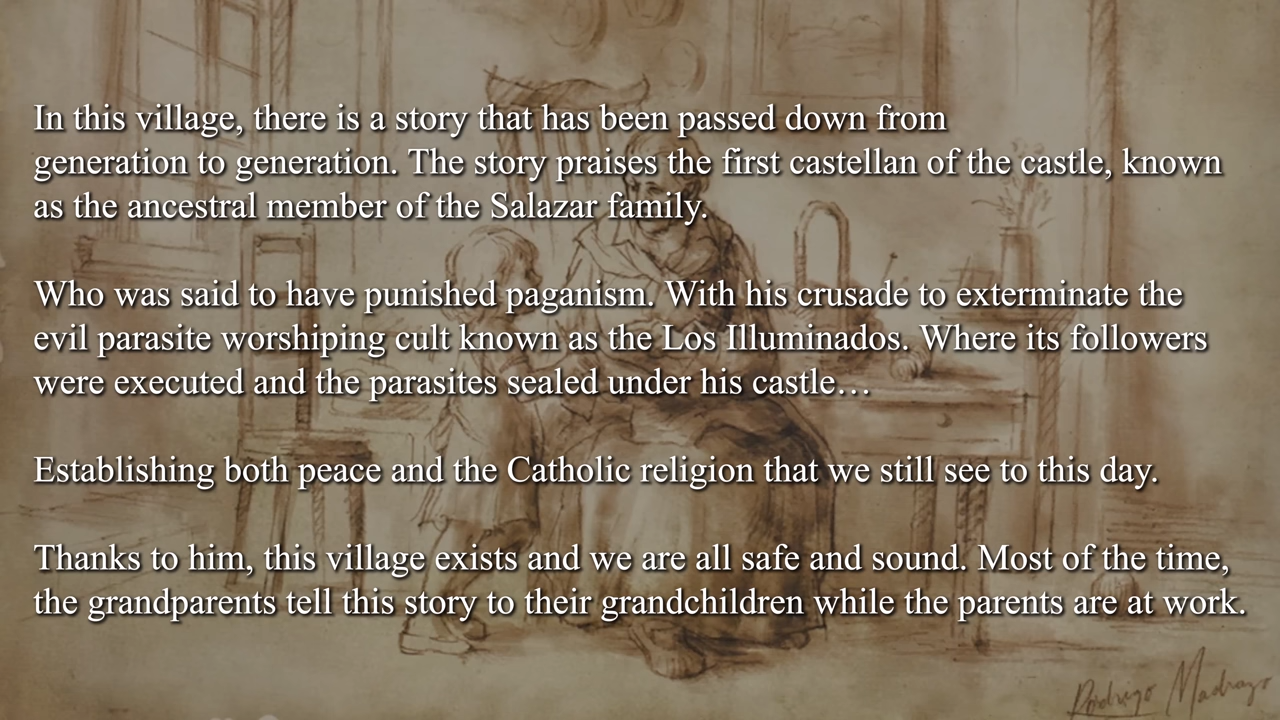 In this village, there is a story that has been passed down from
generation to generation. The story praises the first castellan of the castle, known
as the ancestral member of the Salazar family.
Who was said to have punished paganism. With his crusade to exterminate the
evil parasite worshiping cult known as the Los Illuminados. Where its followers
were executed and the parasites sealed under his castle…
Establishing both peace and the Catholic religion that we still see to this day.
Thanks to him, this village exists and we are all safe and sound. Most of the time,
the grandparents tell this story to their grandchildren while the parents are at work.
Rodrigo Madrazo